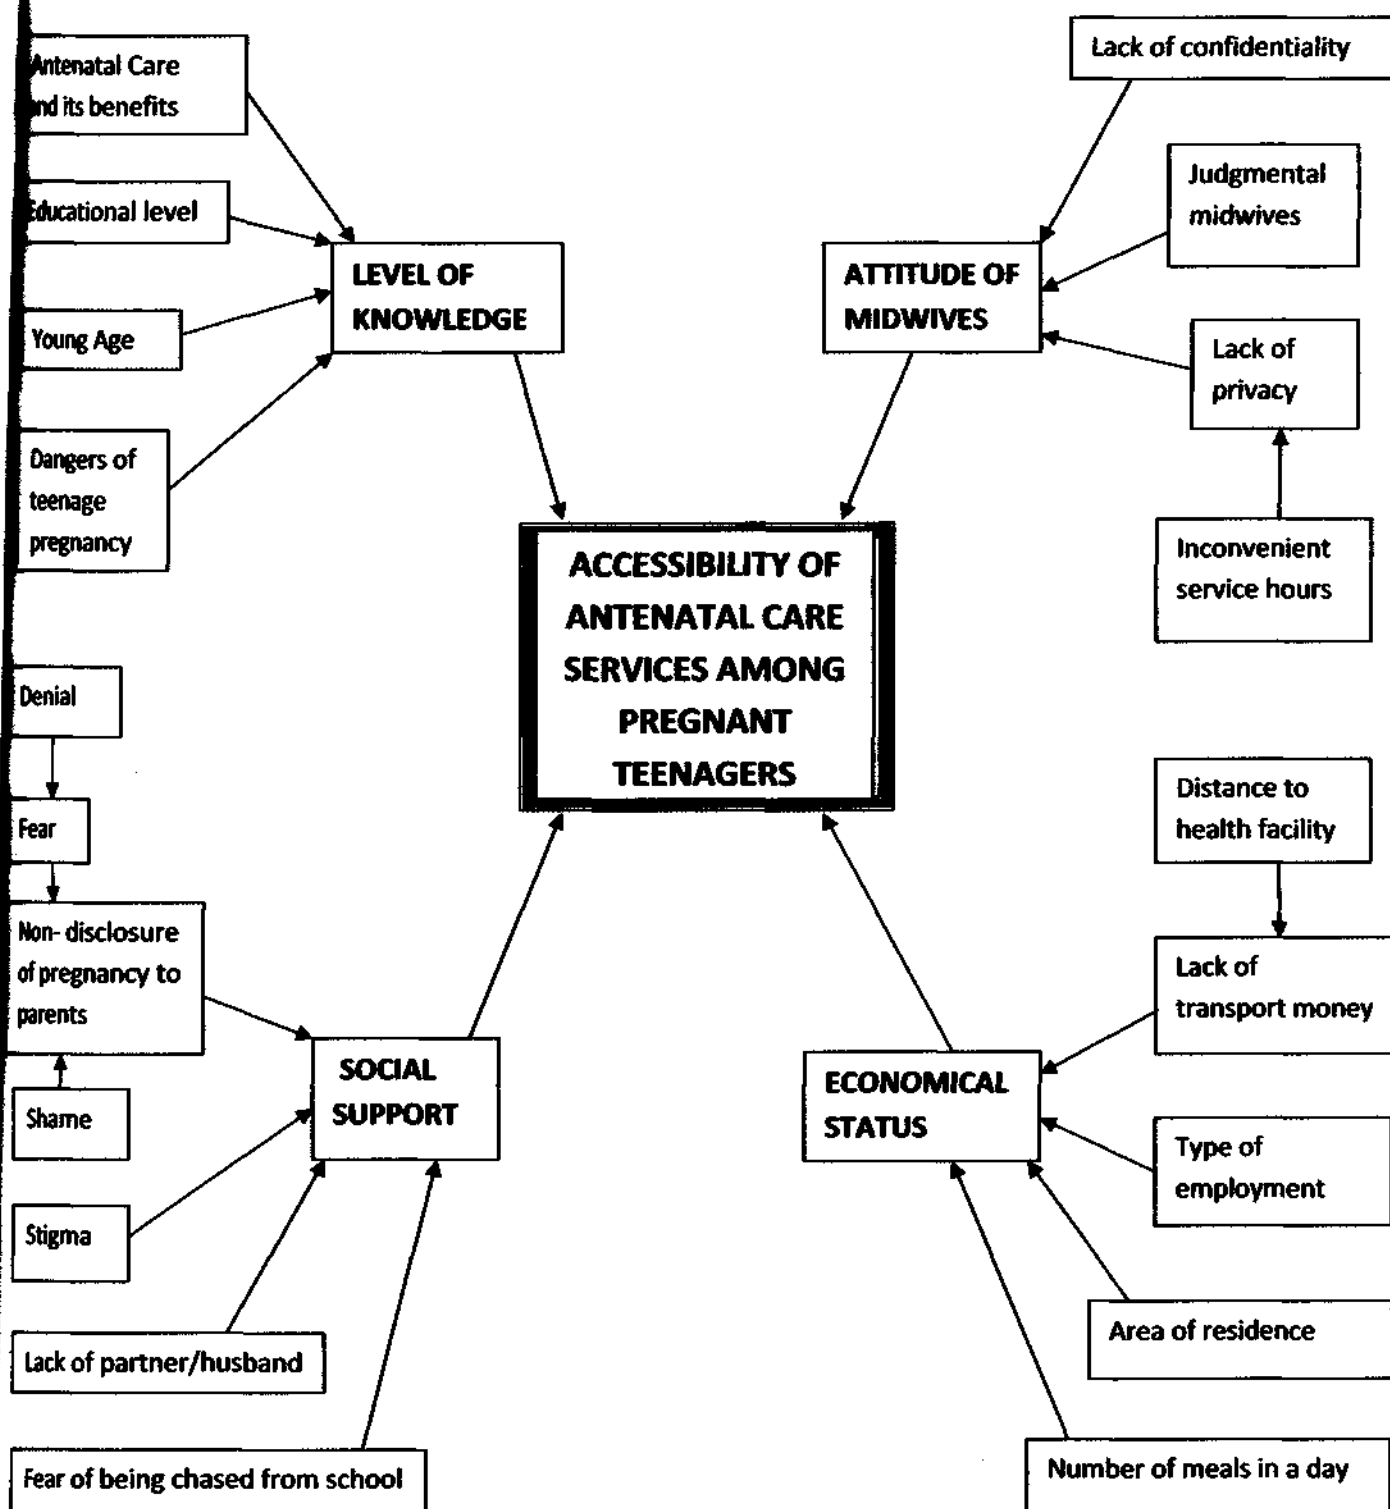 Antenatal Care
and its benefits
Educational level
Young Age
Dangers of
teenage
pregnancy
LEVEL OF
KNOWLEDGE
Lack of confidentiality
Judgmental
midwives
ATTITUDE OF
MIDWIVES
Lack of
privacy
Inconvenient
service hours
ACCESSIBILITY OF
ANTENATAL CARE
SERVICES AMONG
PREGNANT
TEENAGERS
Denial
Fear
Non- disclosure
of pregnancy to
parents
Shame
Stigma
SOCIAL
SUPPORT
Lack of partner/husband
Fear of being chased from school
Distance to
health facility
Lack of
transport money
ECONOMICAL
STATUS
Type of
employment
Area of residence
Number of meals in a day